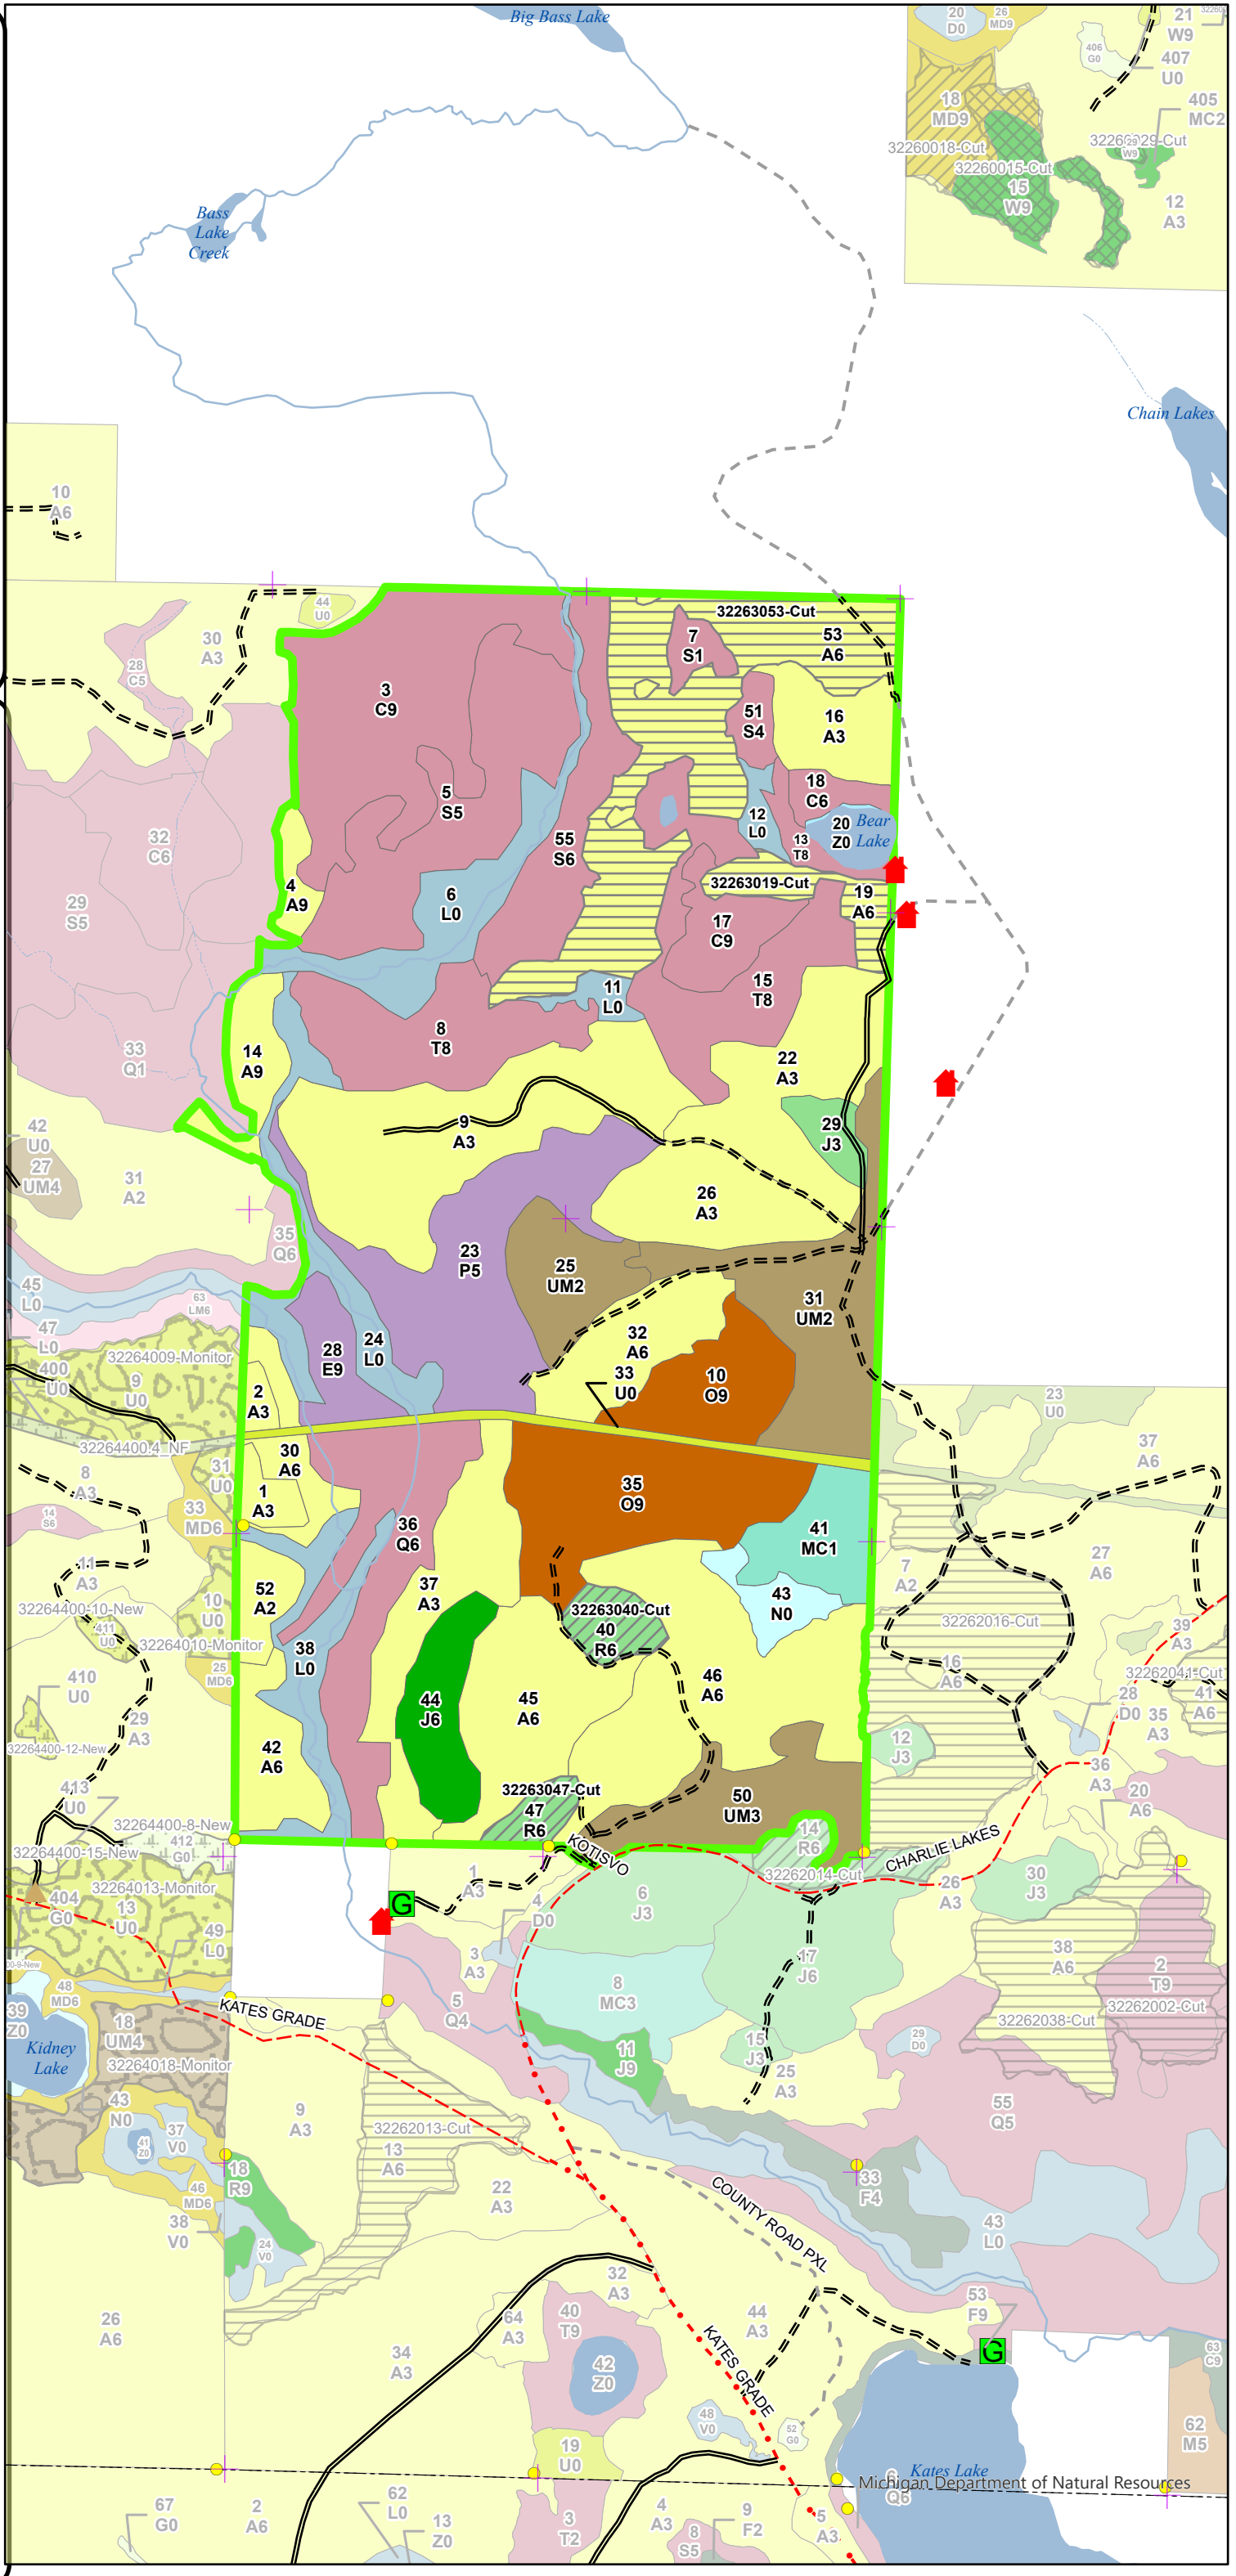 Big Bass Lake
20
D0
26
MD9
21
W9
406
G0
407
U0
18
MD9
405
MC2
32260018-Cut
32260029-Cut
W9
32260015-Cut
15
W9
12
A3
Bass
Lake
Creek
Chain Lakes
10
A6
44
U0
30
A3
28
C5
32263053-Cut
7
S1
53
A6
3
C9
51
S4
16
A3
5
S5
18
C6
12
L0
20
Z0
Bear
Lake
13
T8
32
C6
55
S6
32263019-Cut
4
A9
6
L0
19
A6
29
S5
17
C9
11
L0
15
T8
8
T8
33
Q1
14
A9
22
A3
42
U0
27
UM4
9
A3
29
J3
31
A2
26
A3
35
Q6
23
P5
25
UM2
45
L0
63
LM6
31
UM2
47
L0
32264009-Monitor
400
U0
9
U0
28
E9
24
L0
32
A6
33
U0
10
O9
2
A3
23
U0
32264400.4_NF
30
A6
37
A6
31
U0
8
A3
1
A3
35
O9
33
MD6
14
S6
36
Q6
41
MC1
7
A2
27
A6
11
A3
37
A3
52
A2
43
N0
10
U0
32264400-10-New
411
U0
32263040-Cut
40
R6
32262016-Cut
39
A3
32264010-Monitor
38
L0
25
MD6
16
A6
32262041-Cut
46
A6
410
U0
44
J6
45
A6
28
D0
41
A6
35
A3
29
A3
12
J3
32264400-12-New
42
A6
36
A3
413
U0
32263047-Cut
47
R6
50
UM3
20
A6
32264400-8-New
412
G0
14
R6
KOTISVO
CHARLIE LAKES
32264400-15-New
32262014-Cut
32264013-Monitor
404
G0
13
U0
1
A3
G
4
D0
6
J3
26
A3
30
J3
49
L0
3
A3
17
J6
38
A6
2
T9
8
MC3
48
MD6
39
Z0
5
Q4
KATES GRADE
32262002-Cut
32262038-Cut
18
UM4
29
D0
Kidney
Lake
32264018-Monitor
11
J9
15
J3
25
A3
43
N0
9
A3
32262013-Cut
55
Q5
37
V0
41
Z0
13
A6
18
R9
33
F4
46
MD6
22
A3
38
V0
COUNTY ROAD PXL
43
L0
24
V0
32
A3
53
F9
26
A6
64
A3
40
T9
44
A3
G
34
A3
KATES GRADE
63
C9
42
Z0
48
V0
52
G0
62
M5
19
U0
Kates Lake
Michigan Department of Natural Resources
Q6
67
G0
2
A6
62
L0
13
Z0
3
T2
4
A3
8
S5
9
F2
5
A3